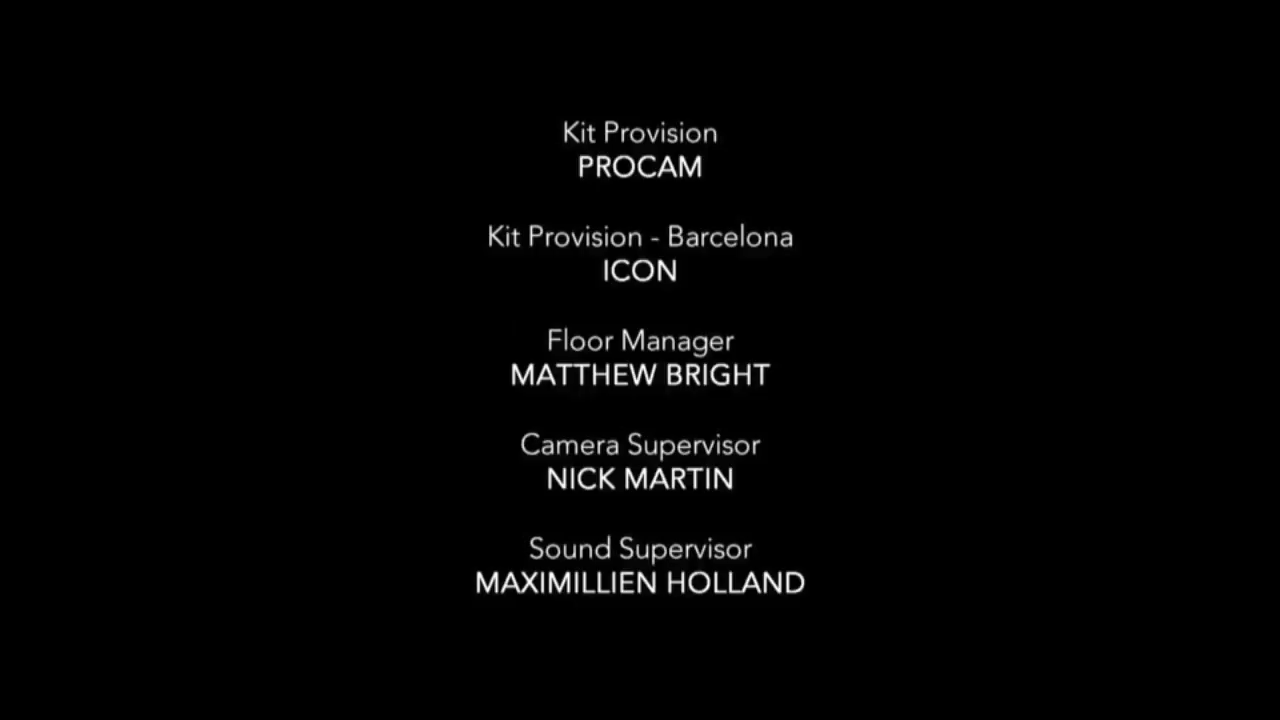 Kit Provision
PROCAM
Kit Provision - Barcelona
ICON
Floor Manager
MATTHEW BRIGHT
Camera Supervisor
NICK MARTIN
Sound Supervisor
MAXIMILLIEN HOLLAND